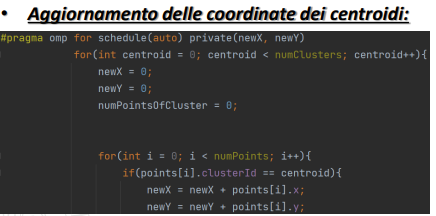 • Aggiornamento delle coordinate dei centroidi:
#pragma omp for schedule(auto) private(newX, newY)
for(int centroid = 0; centroid < numClusters; centroid++){
newX = 0;
newY = 0;
numPointsOfCluster = 0;
for(int i = 0; i < numPoints; i++){
if(points[i].clusterId == centroid){
newX = newX + points[i].x;
newY = newY + points[i].y;